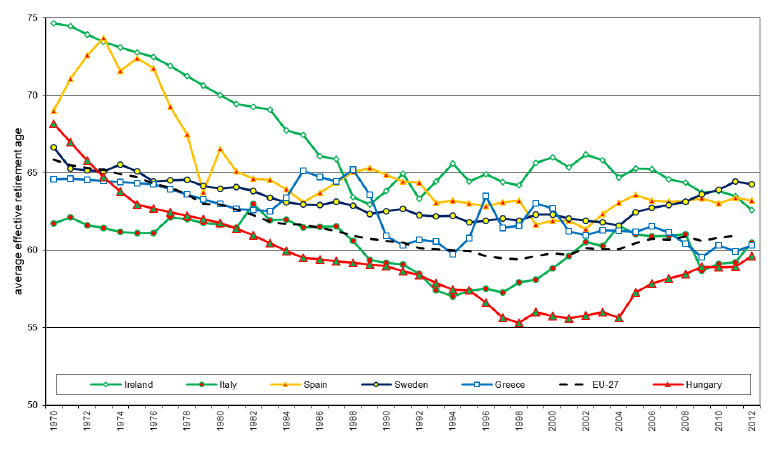 average effective retirement age
75
70
65
60
55
50
Ireland Italy Spain Sweden Greece EU-27 Hungary
1970 1972 1974 1976 1978 1980 1982 1984 1986 1988 1990 1992 1994 1996 1998 2000 2002 2004 2006 2008 2010 2012